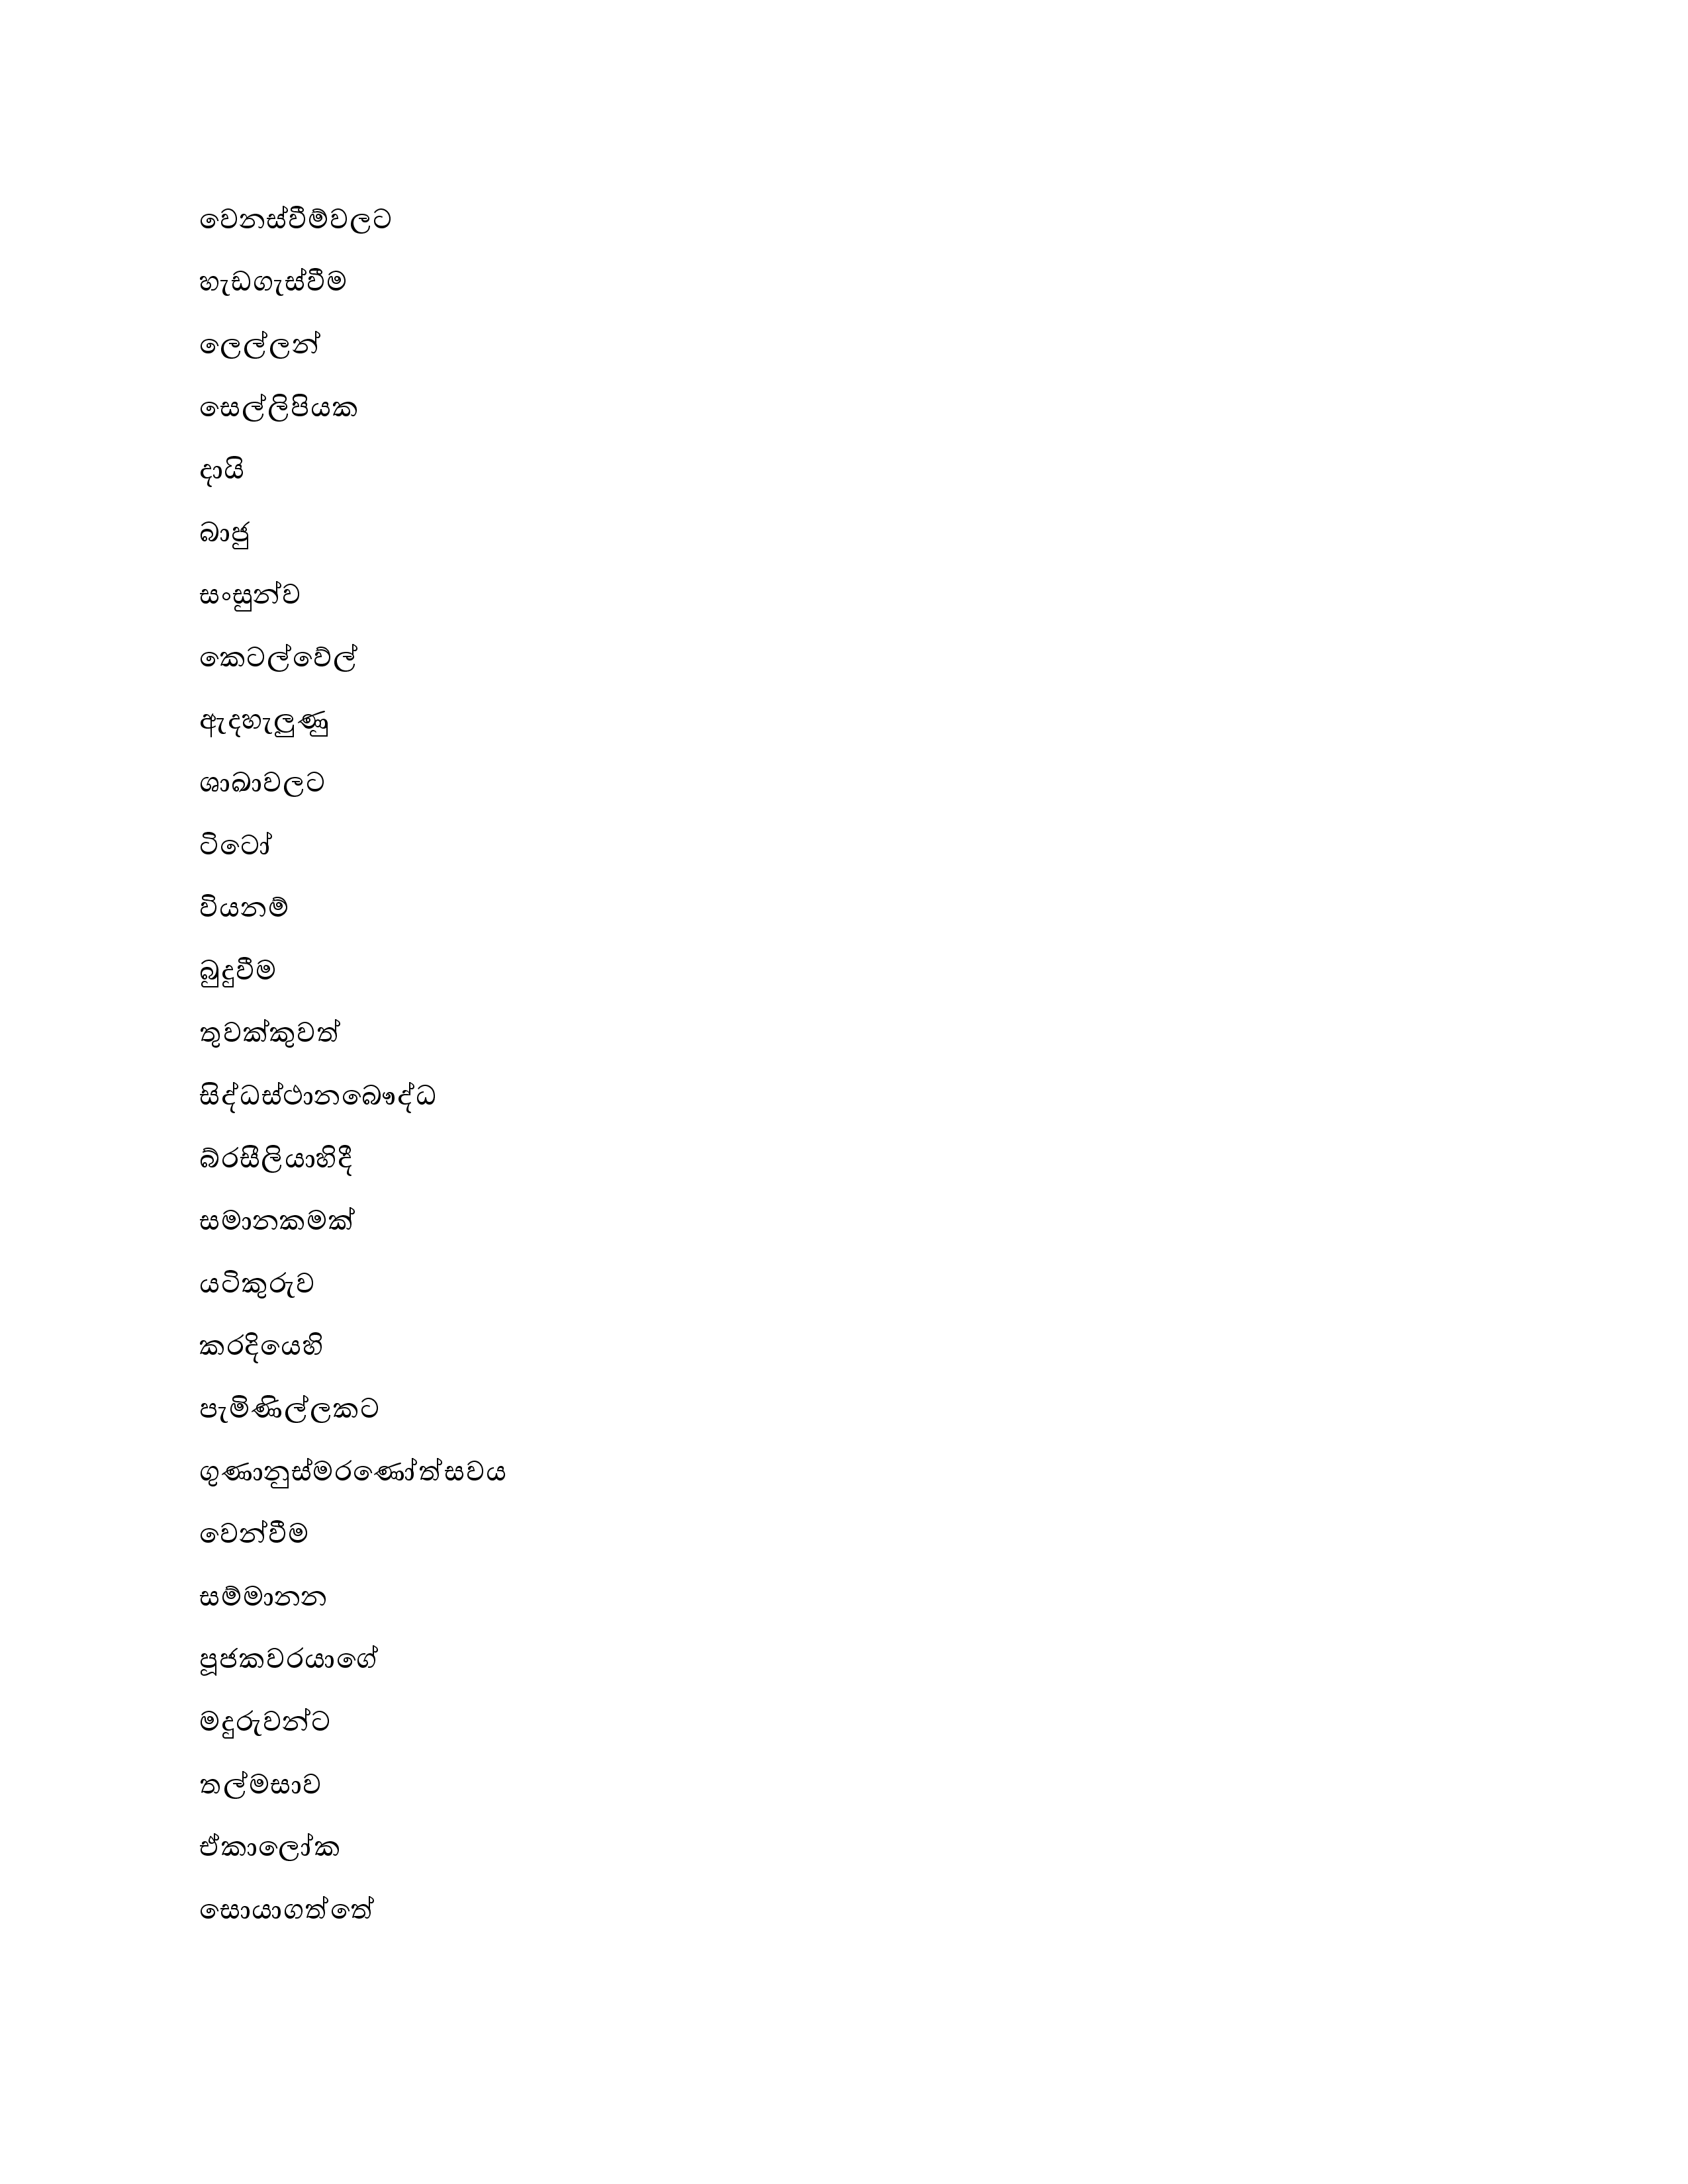 වෙනස්වීම්වලට
හැඩගැස්වීම
ලෙල්ලන්
සෙල්ලිපියක
දායි
බාජු
සංසුන්ව
කෙටල්වේල්
ඇදහැලුණු
ශාඛාවලට
ටිටෝ
වියනම්
බුදුවීම
තුවක්කුවත්
සිද්ධස්ථානබෞද්ධ
බ්රසීලියාහිදී
සමානකමක්
යටිකුරුව
කරදියෙහි
පැමිණිල්ලකට
ගුණානුස්මරණෝත්සවය
වෙන්වීම
සම්මානන
පූජකවරයාගේ
මදුරුවන්ට
තල්මසාව
ඒකාලෝක
සොයාගත්තේ